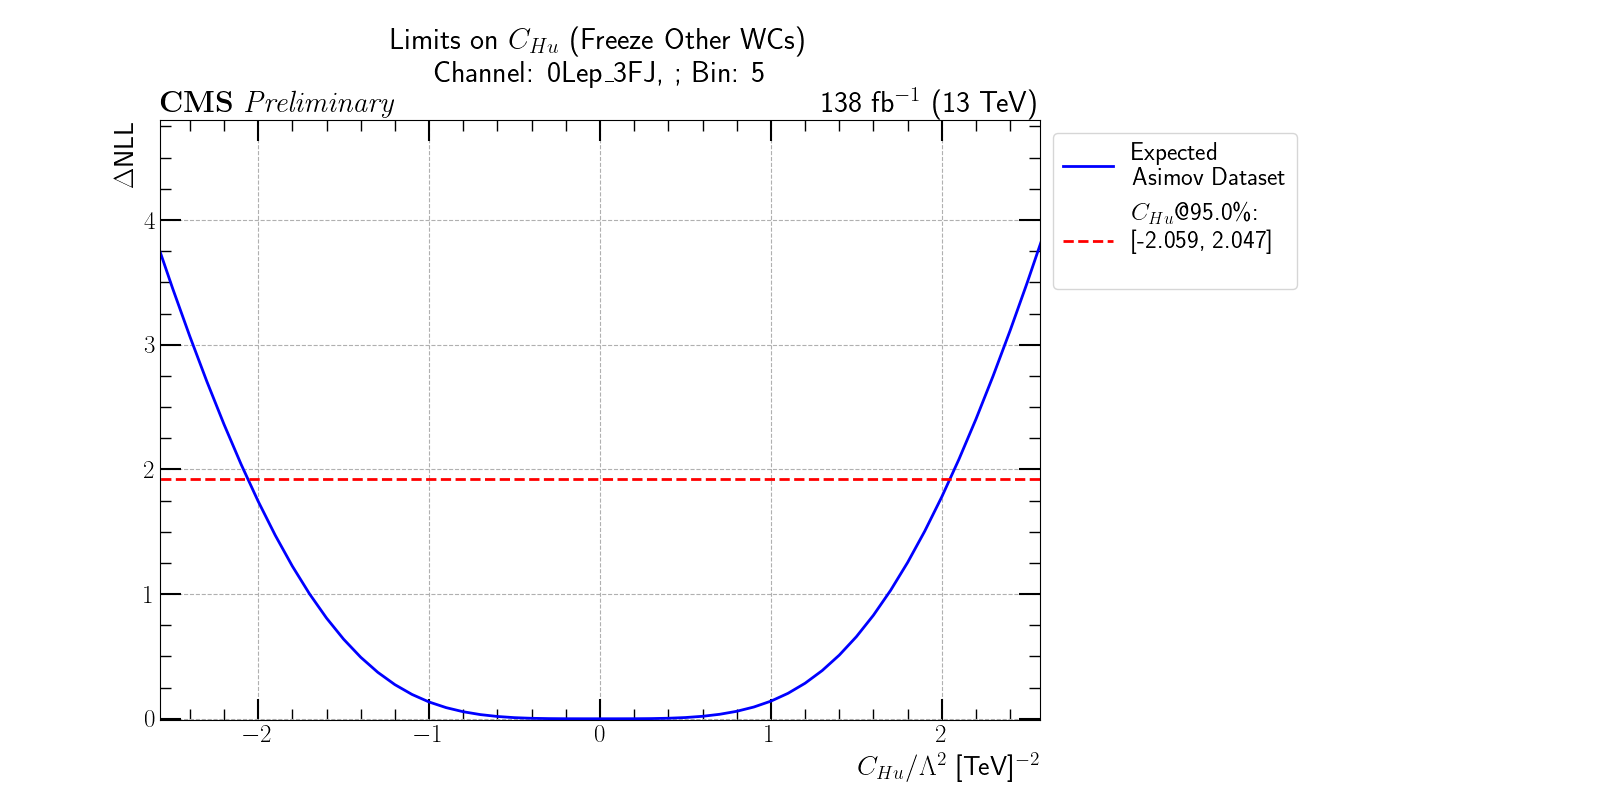 Limits on C_{Hu} (Freeze Other WCs)
Channel: 0Lep_3FJ, ; Bin: 5
CMS Preliminary
138 fb^{-1} (13 TeV)
ΔNLL
4
3
2
1
0
−2
−1
0
1
2
C_{Hu}/Λ^2 [TeV]^{-2}
Expected
Asimov Dataset
C_{Hu}@95.0%:
[-2.059, 2.047]